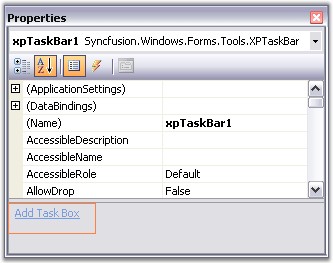 Properties
xpTaskBar1 Syncfusion.Windows.Forms.Tools.XPTaskBar
(ApplicationSettings)
(DataBindings)
(Name) xpTaskBar1
AccessibleDescription
AccessibleName
AccessibleRole Default
AllowDrop False
Add Task Box